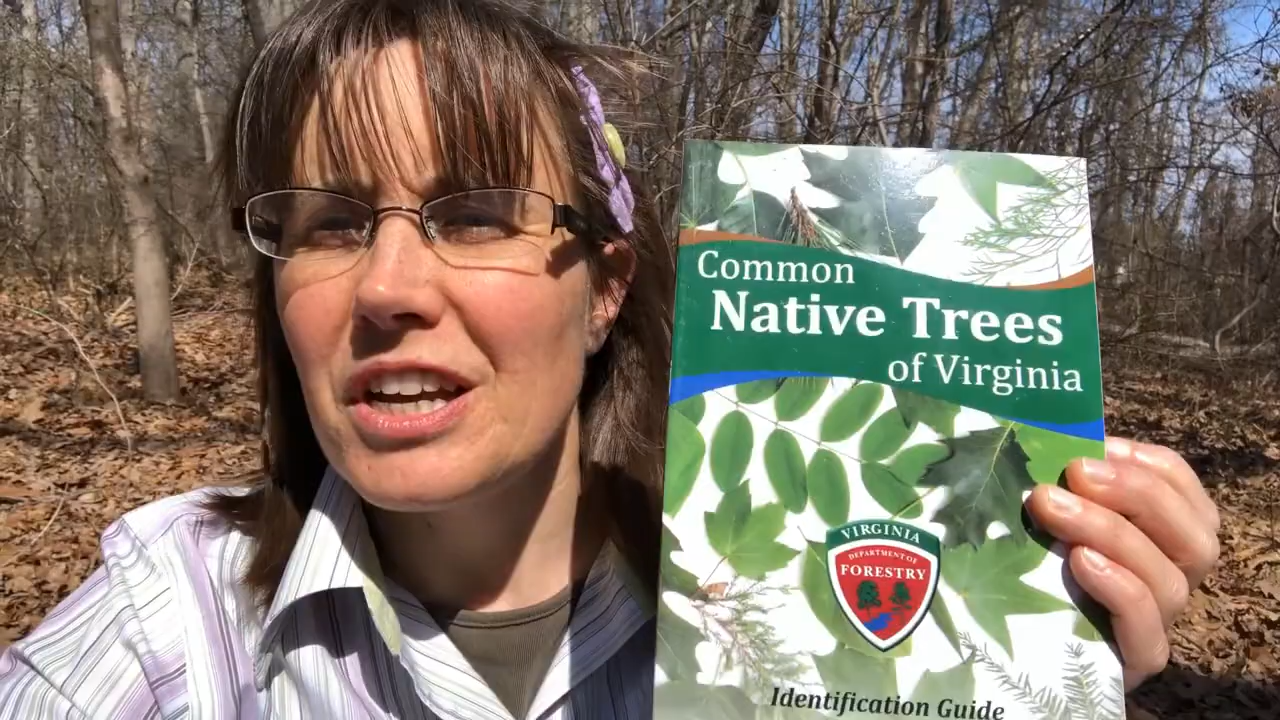 Common
Native Trees
of Virginia
VIRGINIA
DEPARTMENT OF
FORESTRY
Identification Guide